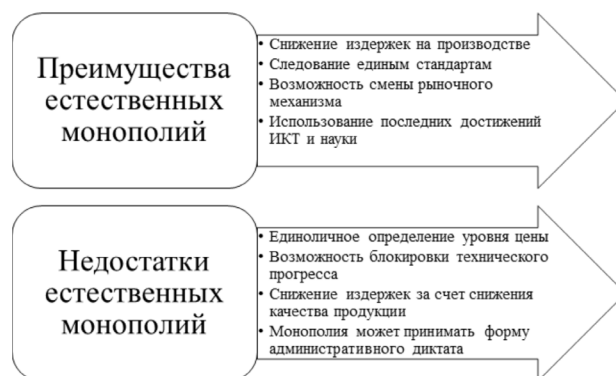 Преимущества
естественных
монополий
• Снижение издержек на производстве
• Следование единым стандартам
• Возможность смены рыночного
механизма
• Использование последних достижений
ИКТ и науки
Недостатки
естественных
монополий
• Единоличное определение уровня цены
• Возможность блокировки технического
прогресса
• Снижение издержек за счет снижения
качества продукции
• Монополия может принимать форму
административного диктата